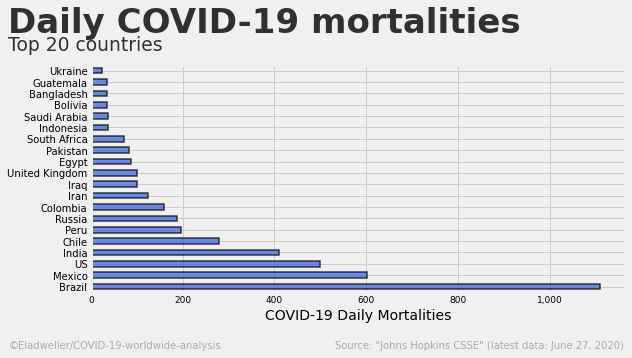 Daily COVID-19 mortalities
Top 20 countries
Ukraine
Guatemala
Bangladesh
Bolivia
Saudi Arabia
Indonesia
South Africa
Pakistan
Egypt
United Kingdom
Iraq
Iran
Colombia
Russia
Peru
Chile
India
US
Mexico
Brazil
0 200 400 600 800 1,000
COVID-19 Daily Mortalities
©Eladweller/COVID-19-worldwide-analysis Source: "Johns Hopkins CSSE" (latest data: June 27, 2020)